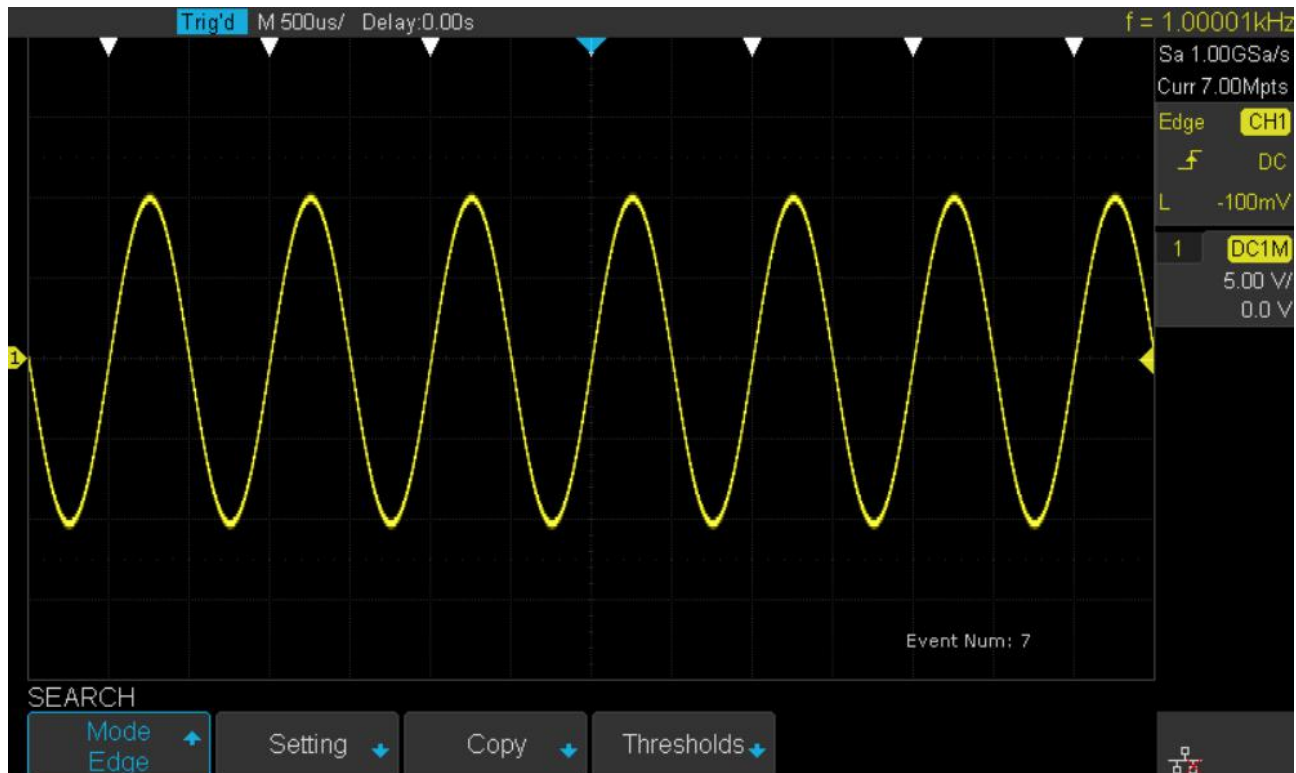 Trig'd M 500us/ Delay:0.00s f = 1.00001kHz
Sa 1.00GSa/s
Curr 7.00Mpts
Edge CH1
DC
L -100mV
1 DC1M
5.00 V/
0.0 V
1
Event Num: 7
SEARCH
Mode Setting Copy Thresholds
Edge